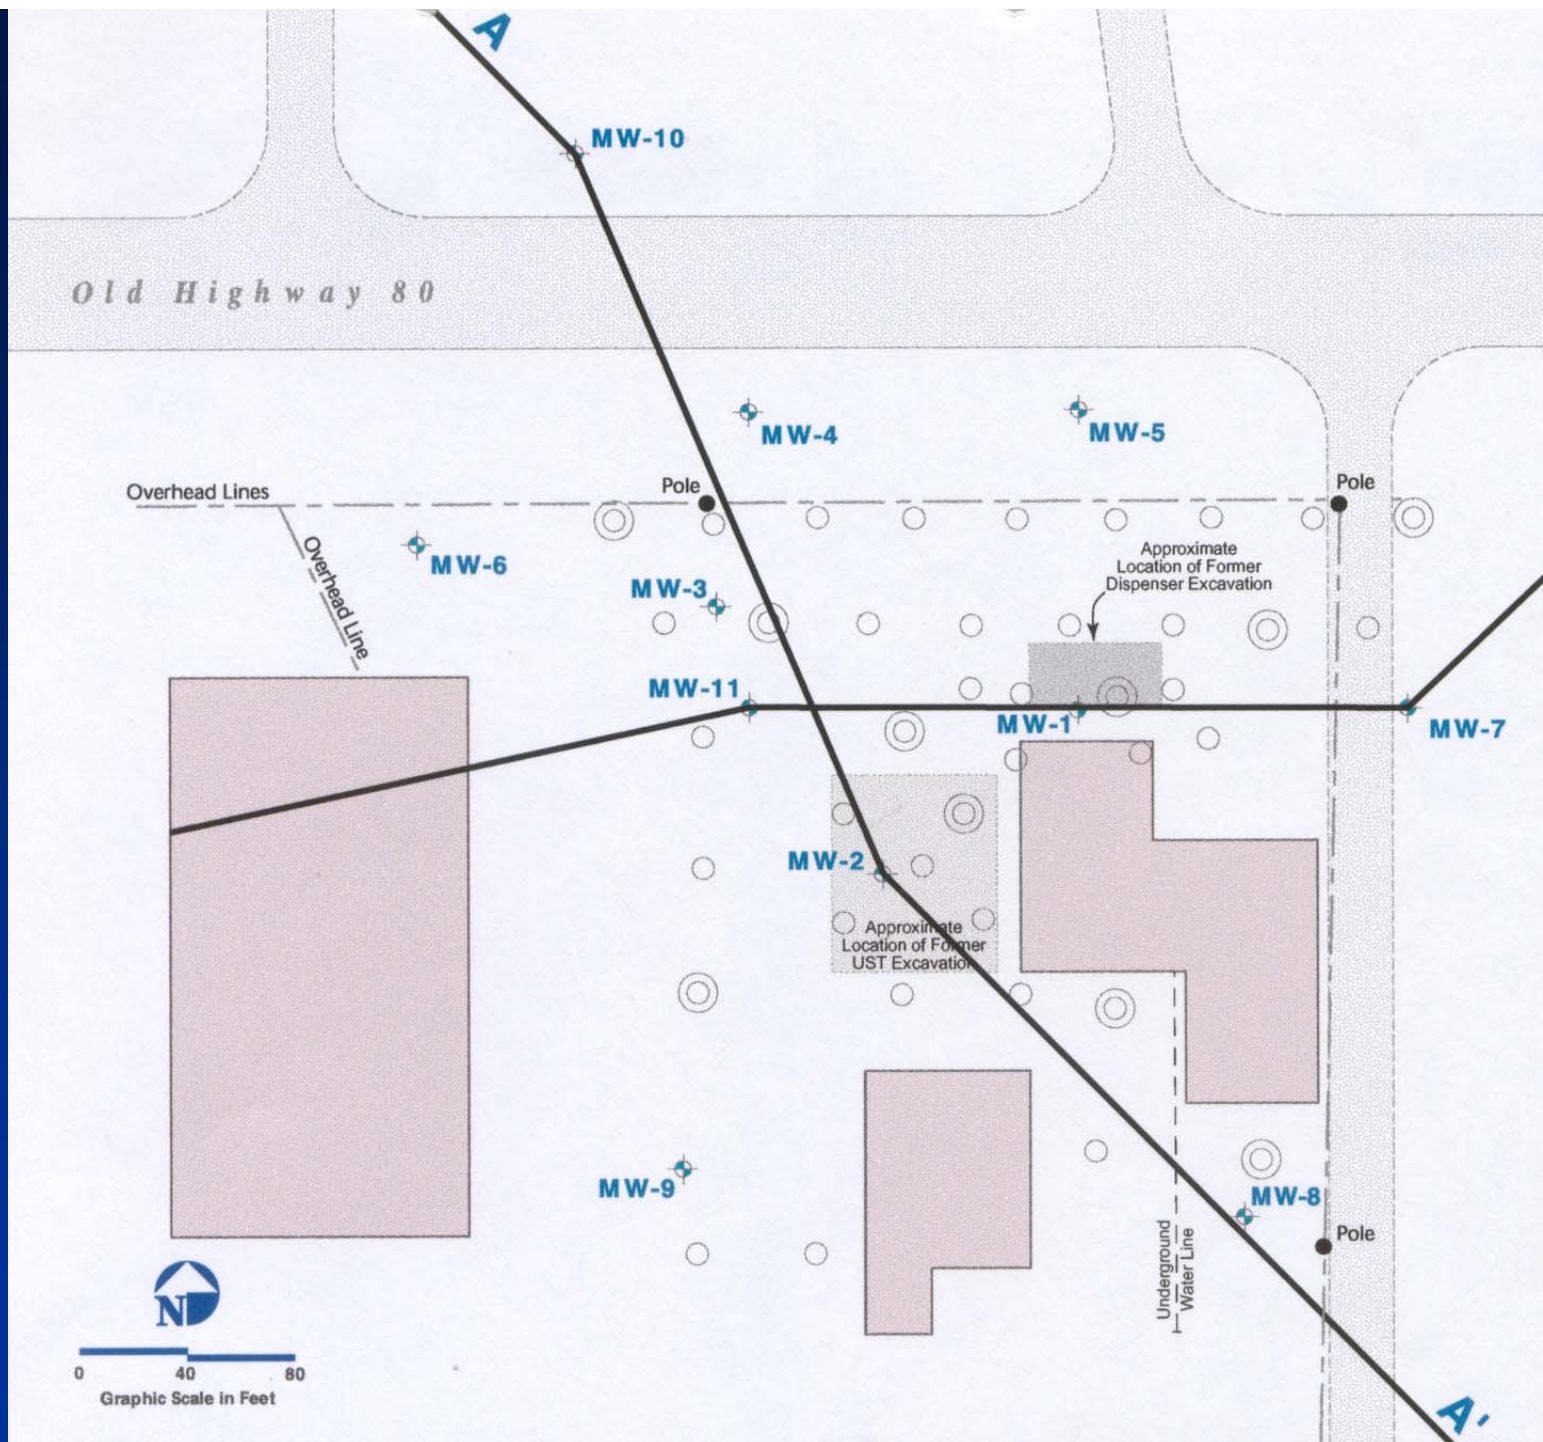 A
MW-10
Old Highway 80
MW-4
MW-5
Overhead Lines
Pole
Pole
Overhead Line
MW-6
Approximate
Location of Former
Dispenser Excavation
MW-3
MW-11
MW-1
MW-7
MW-2
Approximate
Location of Former
UST Excavation
MW-9
MW-8
Pole
Underground
Water Line
N
0 40 80
Graphic Scale in Feet
A'